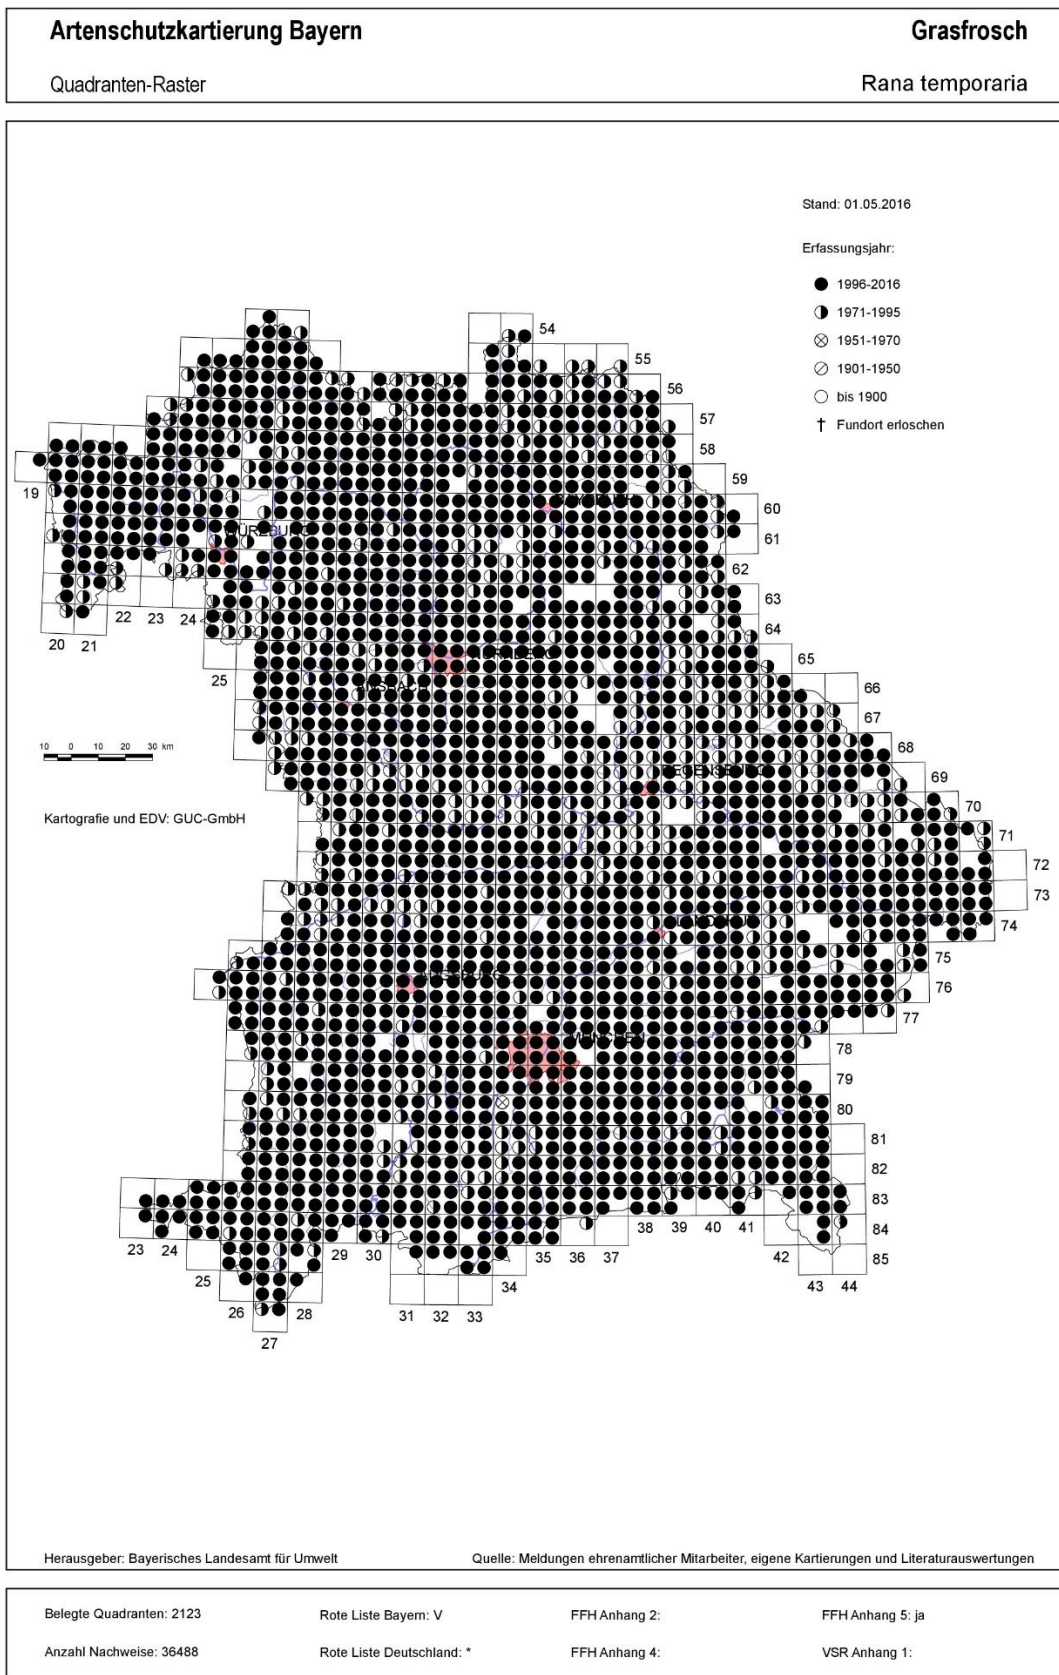 Artenschutzkartierung Bayern
Grasfrosch
Quadranten-Raster
Rana temporaria
Stand: 01.05.2016
Erfassungsjahr:
1996-2016
1971-1995
1951-1970
1901-1950
bis 1900
† Fundort erloschen
54
55
56
57
58
59
19
60
61
62
63
64
20 21 22 23 24
65
25
66
67
68
69
70
71
72
73
74
75
76
77
78
79
80
81
82
83
84
85
23 24 25 26 27 28 29 30 31 32 33 34 35 36 37 38 39 40 41 42 43 44
WÜRZBURG
ANSBACH
AUGSBURG
MÜNCHEN
10 0 10 20 30 km
Kartografie und EDV: GUC-GmbH
Herausgeber: Bayerisches Landesamt für Umwelt
Quelle: Meldungen ehrenamtlicher Mitarbeiter, eigene Kartierungen und Literaturauswertungen
Belegte Quadranten: 2123
Rote Liste Bayern: V
FFH Anhang 2:
FFH Anhang 5: ja
Anzahl Nachweise: 36488
Rote Liste Deutschland: *
FFH Anhang 4:
VSR Anhang 1: